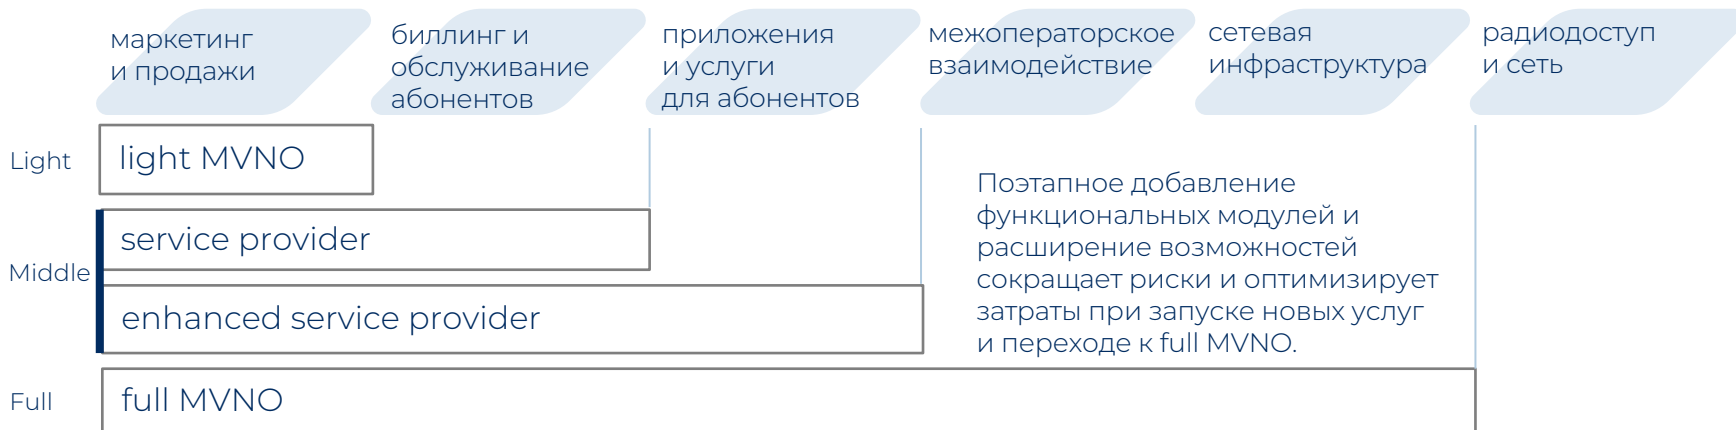 маркетинг
и продажи
биллинг и
обслуживание
абонентов
приложения
и услуги
для абонентов
межоператорское
взаимодействие
сетевая
инфраструктура
радиодоступ
и сеть
Light
light MVNO
Middle
service provider
enhanced service provider
Поэтапное добавление
функциональных модулей и
расширение возможностей
сокращает риски и оптимизирует
затраты при запуске новых услуг
и переходе к full MVNO.
Full
full MVNO